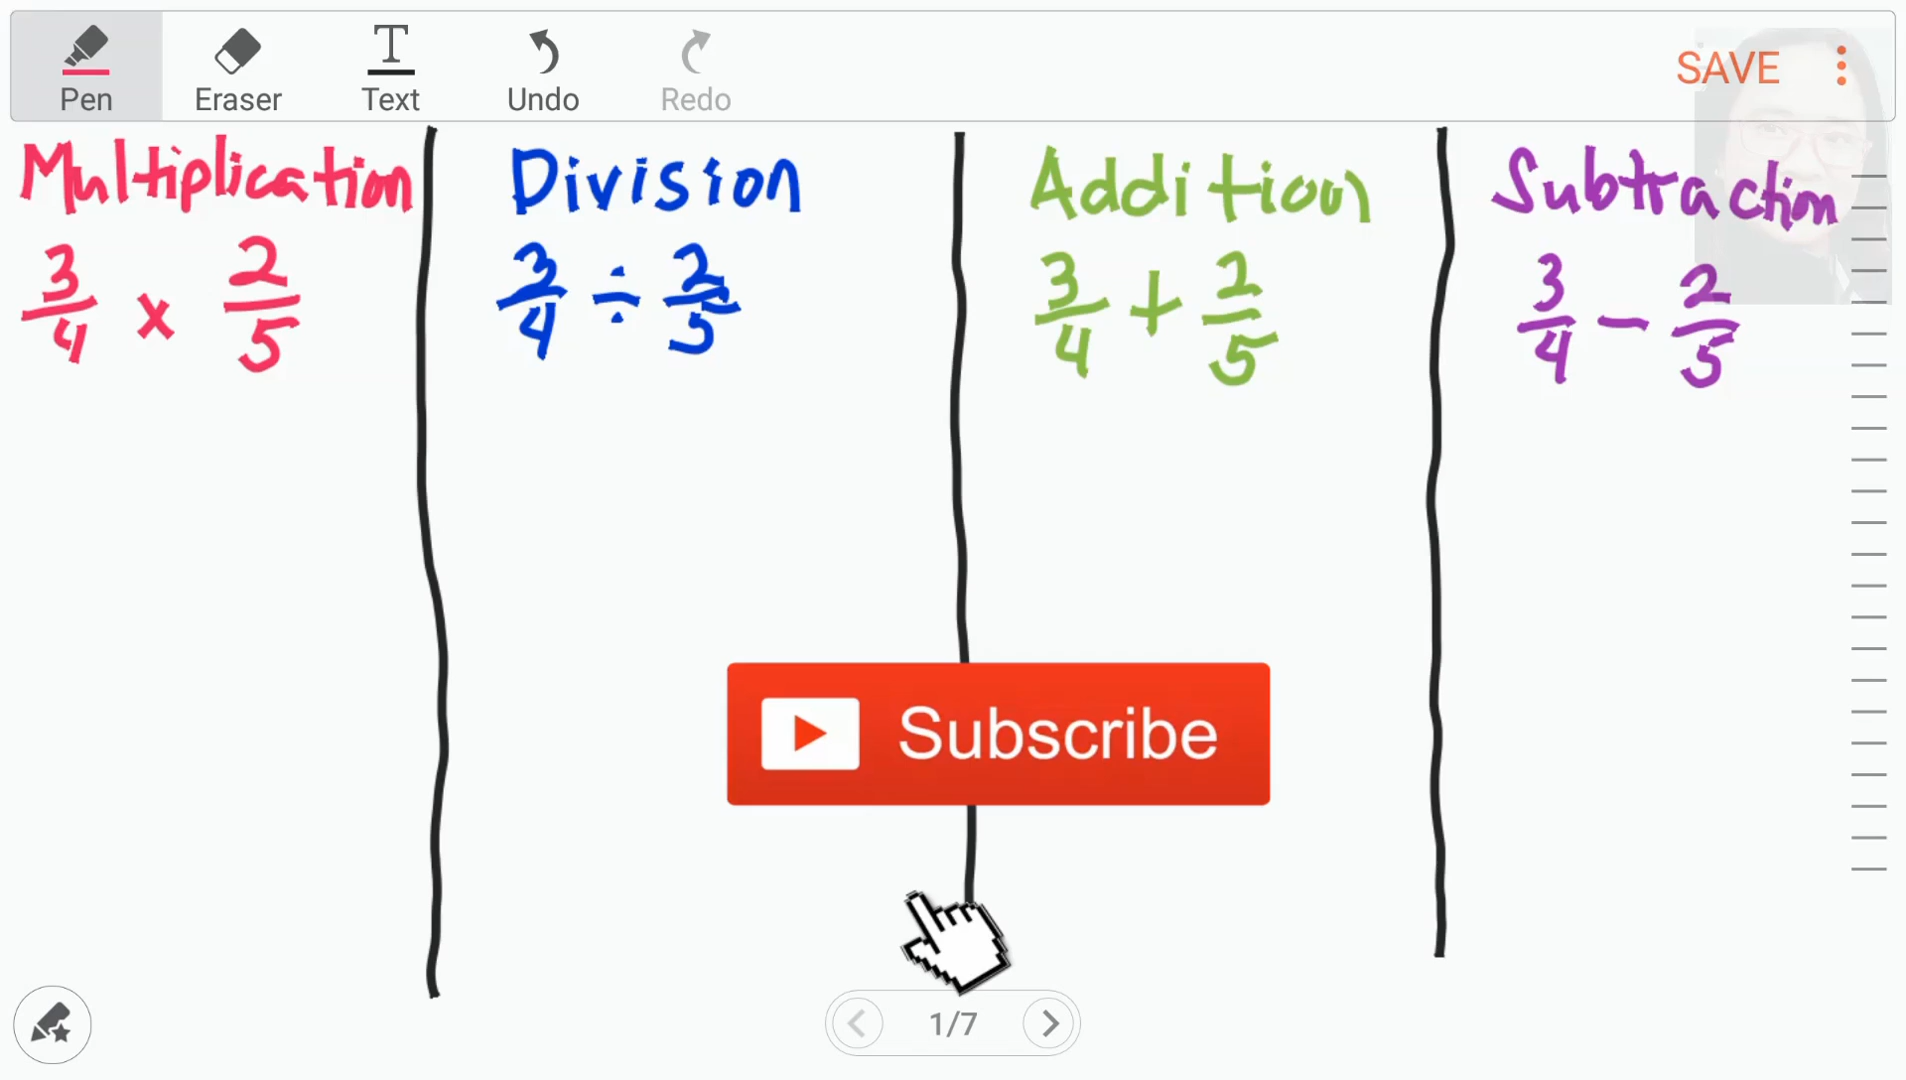 Pen
Eraser
Text
Undo
Redo
SAVE
Multiplication
3/4 × 2/5
Division
3/4 ÷ 2/5
Addition
3/4 + 2/5
Subtraction
3/4 − 2/5
Subscribe
1/7